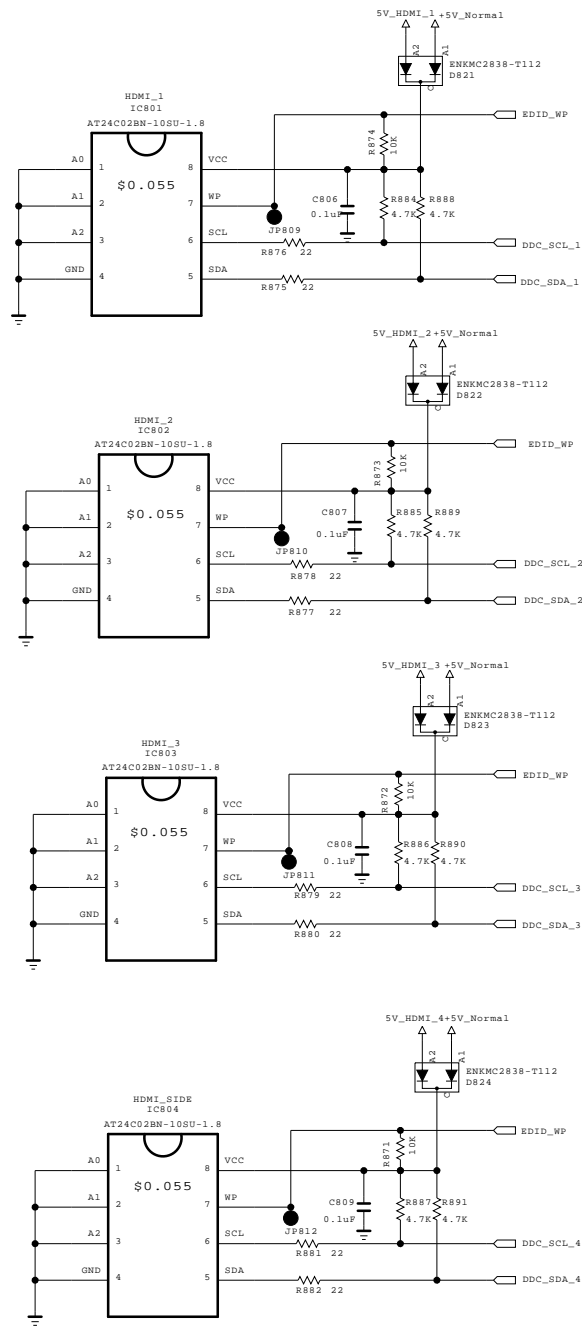 5V_HDMI_1 +5V_Normal
A2 A1
ENKMC2838-T112
D821
C
HDMI_1
IC801
AT24C02BN-10SU-1.8
EDID_WP
R874
10K
A0 1 8 VCC
$0.055
A1 2 7 WP
C806
0.1uF
R884 R888
4.7K 4.7K
JP809
A2 3 6 SCL
R876 22
DDC_SCL_1
GND 4 5 SDA
R875 22
DDC_SDA_1
5V_HDMI_2 +5V_Normal
A2 A1
ENKMC2838-T112
D822
C
HDMI_2
IC802
AT24C02BN-10SU-1.8
EDID_WP
R873
10K
A0 1 8 VCC
$0.055
A1 2 7 WP
C807
0.1uF
R885 R889
4.7K 4.7K
JP810
A2 3 6 SCL
R878 22
DDC_SCL_2
GND 4 5 SDA
R877 22
DDC_SDA_2
5V_HDMI_3 +5V_Normal
A2 A1
ENKMC2838-T112
D823
C
HDMI_3
IC803
AT24C02BN-10SU-1.8
EDID_WP
R872
10K
A0 1 8 VCC
$0.055
A1 2 7 WP
C808
0.1uF
R886 R890
4.7K 4.7K
JP811
A2 3 6 SCL
R879 22
DDC_SCL_3
GND 4 5 SDA
R880 22
DDC_SDA_3
5V_HDMI_4 +5V_Normal
A2 A1
ENKMC2838-T112
D824
C
HDMI_SIDE
IC804
AT24C02BN-10SU-1.8
EDID_WP
R871
10K
A0 1 8 VCC
$0.055
A1 2 7 WP
C809
0.1uF
R887 R891
4.7K 4.7K
JP812
A2 3 6 SCL
R881 22
DDC_SCL_4
GND 4 5 SDA
R882 22
DDC_SDA_4